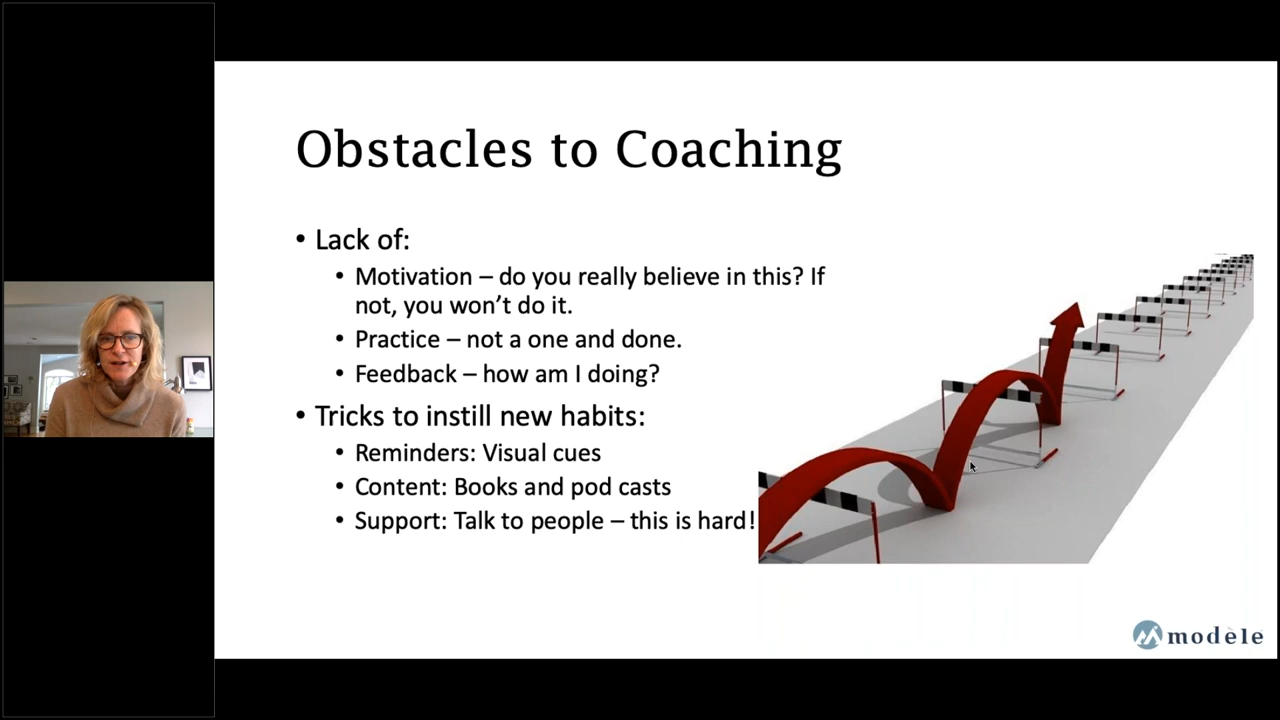 Obstacles to Coaching
• Lack of:
• Motivation – do you really believe in this? If
not, you won’t do it.
• Practice – not a one and done.
• Feedback – how am I doing?
• Tricks to instill new habits:
• Reminders: Visual cues
• Content: Books and pod casts
• Support: Talk to people – this is hard!
modèle